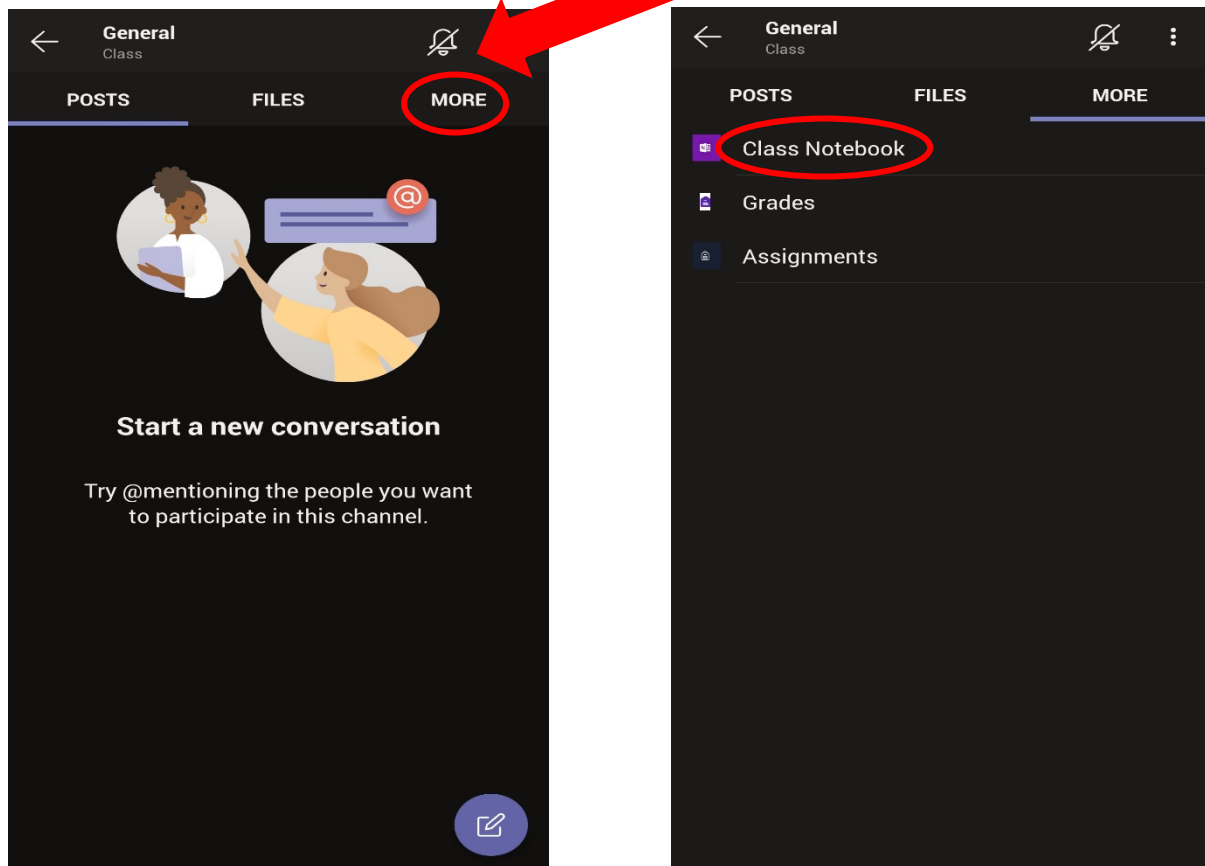 General
Class
POSTS FILES MORE
@
Start a new conversation
Try @mentioning the people you want
to participate in this channel.
General
Class
POSTS FILES MORE
Class Notebook
Grades
Assignments